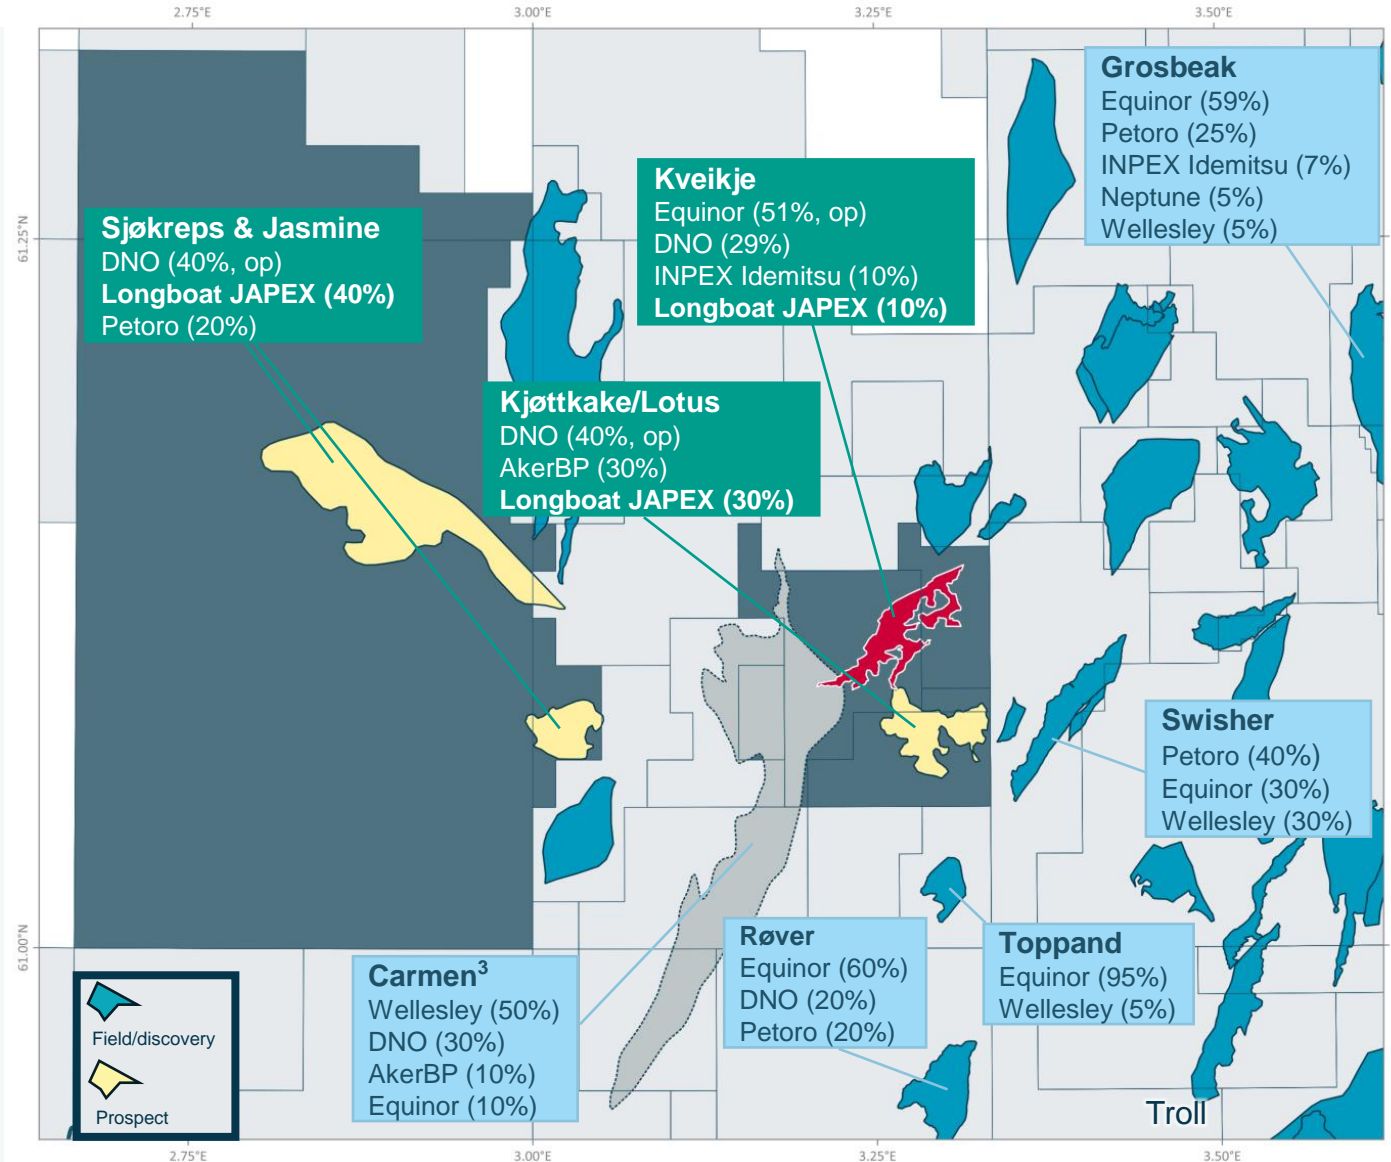 2.75°E
3.00°E
3.25°E
3.50°E
61.25°N
61.00°N
Grosbeak
Equinor (59%)
Petoro (25%)
INPEX Idemitsu (7%)
Neptune (5%)
Wellesley (5%)
Kveikje
Equinor (51%, op)
DNO (29%)
INPEX Idemitsu (10%)
Longboat JAPEX (10%)
Sjøkreps & Jasmine
DNO (40%, op)
Longboat JAPEX (40%)
Petoro (20%)
Kjøttkake/Lotus
DNO (40%, op)
AkerBP (30%)
Longboat JAPEX (30%)
Swisher
Petoro (40%)
Equinor (30%)
Wellesley (30%)
Røver
Equinor (60%)
DNO (20%)
Petoro (20%)
Toppand
Equinor (95%)
Wellesley (5%)
Carmen³
Wellesley (50%)
DNO (30%)
AkerBP (10%)
Equinor (10%)
Field/discovery
Prospect
Troll
2.75°E
3.00°E
3.25°E
3.50°E